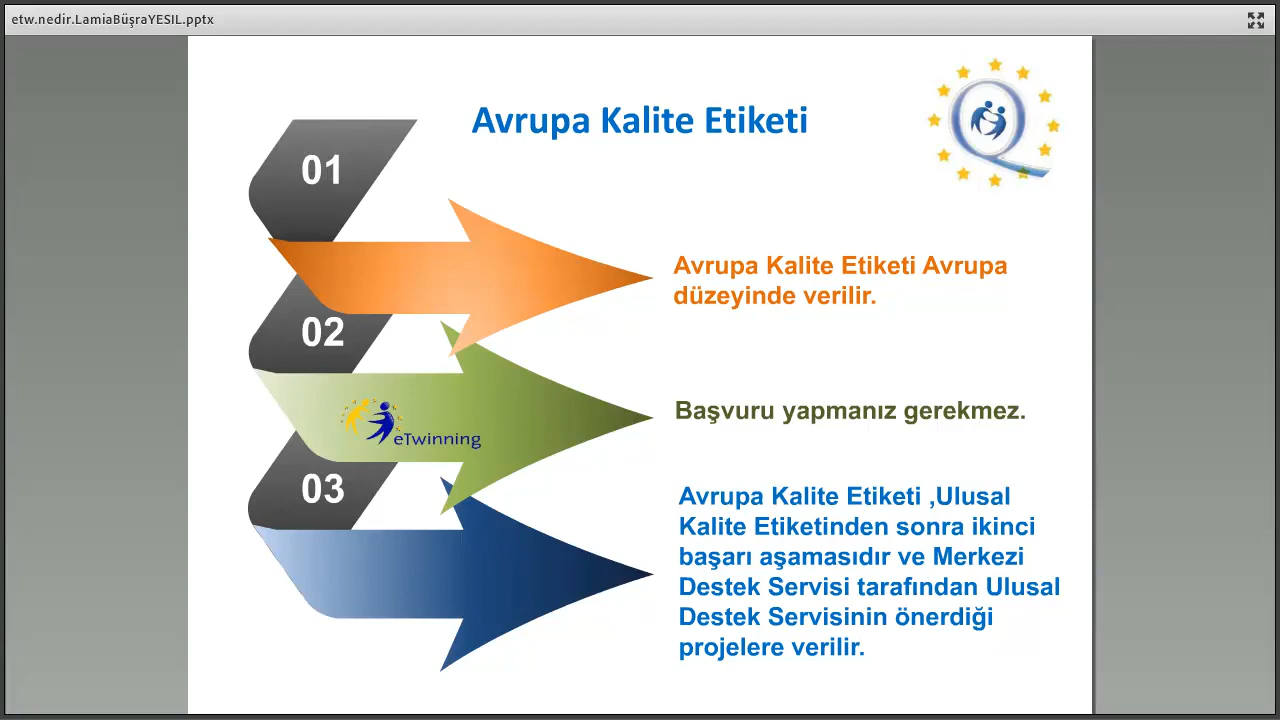 etw.nedir.LamiaBüşraYESIL.pptx
Avrupa Kalite Etiketi
01
Avrupa Kalite Etiketi Avrupa
düzeyinde verilir.
02
Başvuru yapmanız gerekmez.
eTwinning
03
Avrupa Kalite Etiketi ,Ulusal
Kalite Etiketinden sonra ikinci
başarı aşamasıdır ve Merkezi
Destek Servisi tarafından Ulusal
Destek Servisinin önerdiği
projelere verilir.